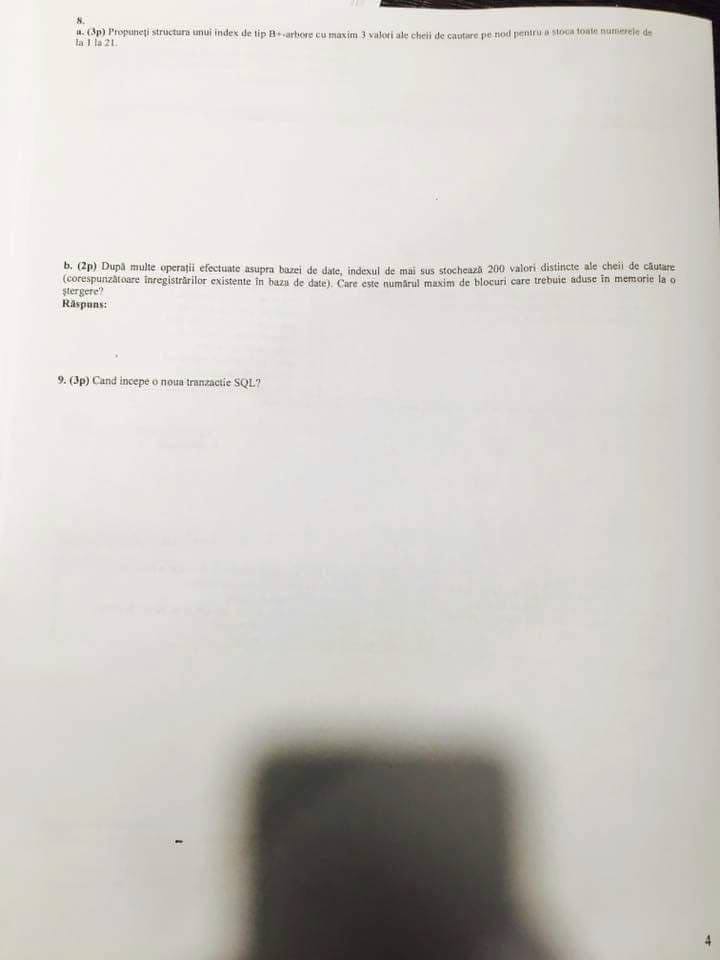 8.
a. (3p) Propuneți structura unui index de tip B+-arbore cu maxim 3 valori ale cheii de cautare pe nod pentru a stoca toate numerele de
la 1 la 21.
b. (2p) După multe operații efectuate asupra bazei de date, indexul de mai sus stochează 200 valori distincte ale cheii de căutare
(corespunzătoare înregistrărilor existente în baza de date). Care este numărul maxim de blocuri care trebuie aduse în memorie la o
ștergere?
Răspuns:
9. (3p) Cand incepe o noua tranzactie SQL?
4